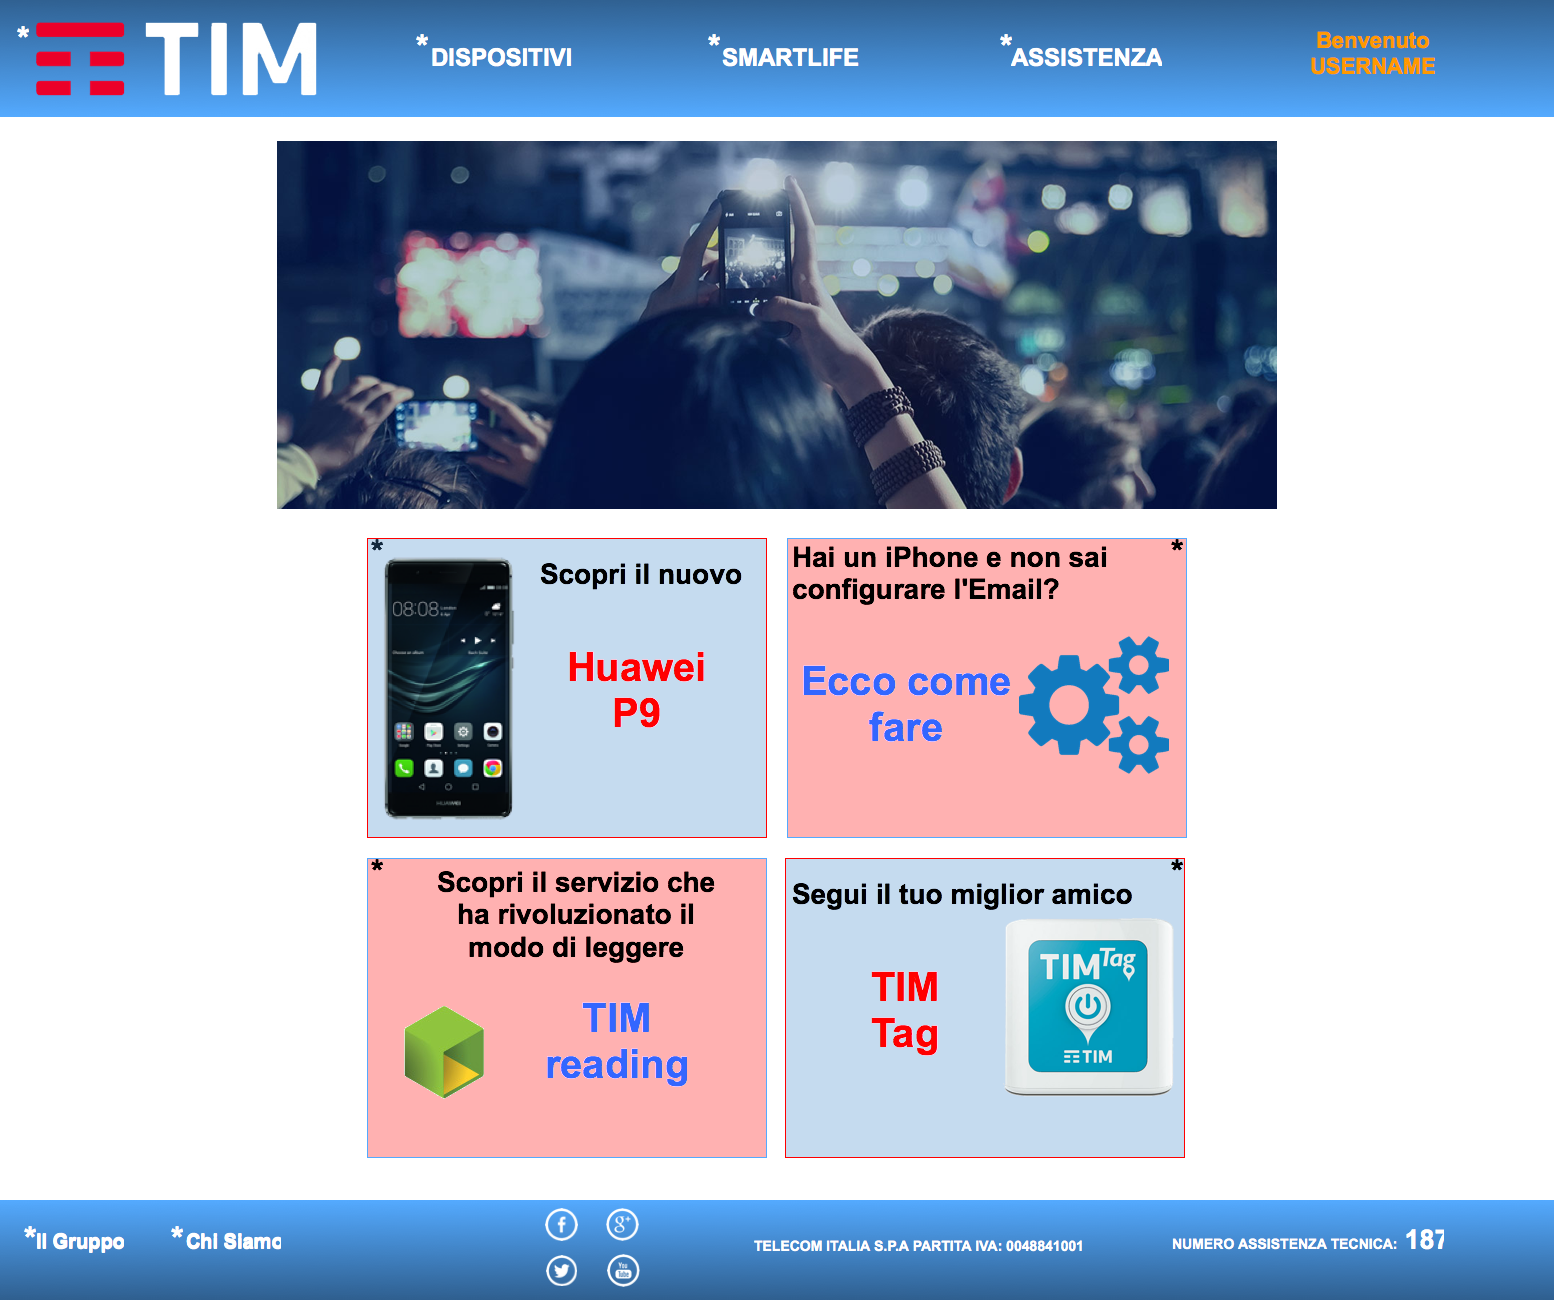 * TIM
*DISPOSITIVI
*SMARTLIFE
*ASSISTENZA
Benvenuto
USERNAME
*
Scopri il nuovo
Huawei
P9
08:08
HUAWEI
*
Hai un iPhone e non sai
configurare l'Email?
Ecco come
fare
*
Scopri il servizio che
ha rivoluzionato il
modo di leggere
TIM
reading
*
Segui il tuo miglior amico
TIM
Tag
TIM Tag
TIM
*Il Gruppo
*Chi Siamo
f
g+
You
Tube
TELECOM ITALIA S.P.A PARTITA IVA: 0048841001
NUMERO ASSISTENZA TECNICA: 187